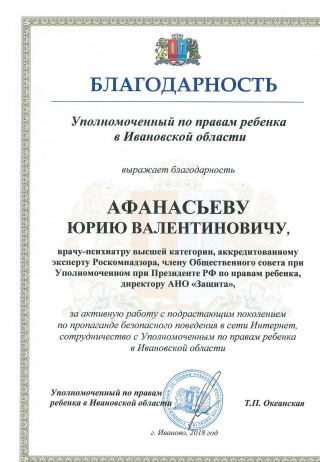 БЛАГОДАРНОСТЬ
Уполномоченный по правам ребенка
в Ивановской области
выражает благодарность
АФАНАСЬЕВУ
ЮРИЮ ВАЛЕНТИНОВИЧУ,
врачу-психиатру высшей категории, аккредитованному
эксперту Роскомнадзора, члену Общественного совета при
Уполномоченном при Президенте РФ по правам ребенка,
директору АНО «Защита»,
за активную работу с подрастающим поколением
по пропаганде безопасного поведения в сети Интернет,
сотрудничество с Уполномоченным по правам ребенка
в Ивановской области
Уполномоченный по правам
ребенка в Ивановской области Т.П. Океанская
г. Иваново, 2018 год